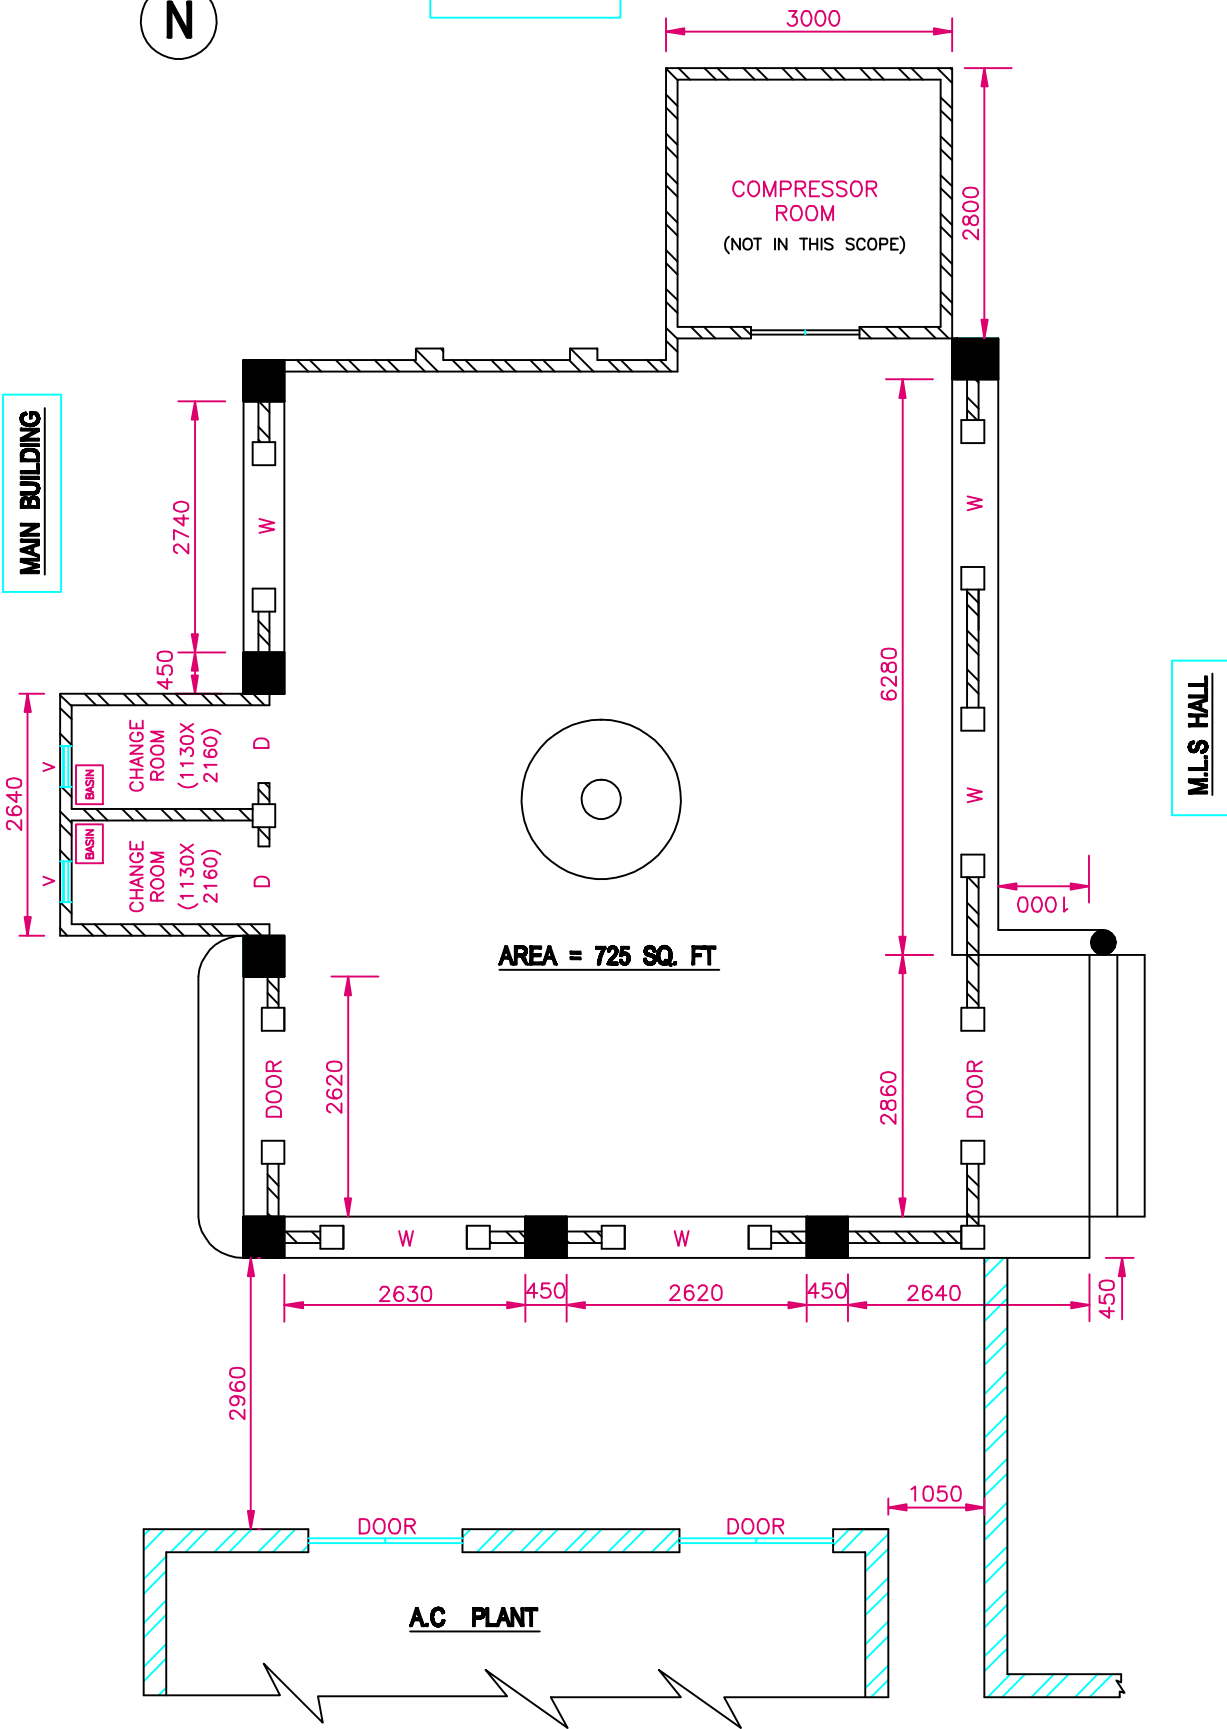 N
3000
COMPRESSOR
ROOM
(NOT IN THIS SCOPE)
2800
MAIN BUILDING
2740
W
W
450
6280
M.L.S HALL
2640
V
BASIN
CHANGE
ROOM
(1130X
2160)
D
W
V
BASIN
CHANGE
ROOM
(1130X
2160)
D
1000
AREA = 725 SQ. FT
DOOR
2620
2860
DOOR
W
W
2630
450
2620
450
2640
450
2960
1050
DOOR
DOOR
A.C PLANT